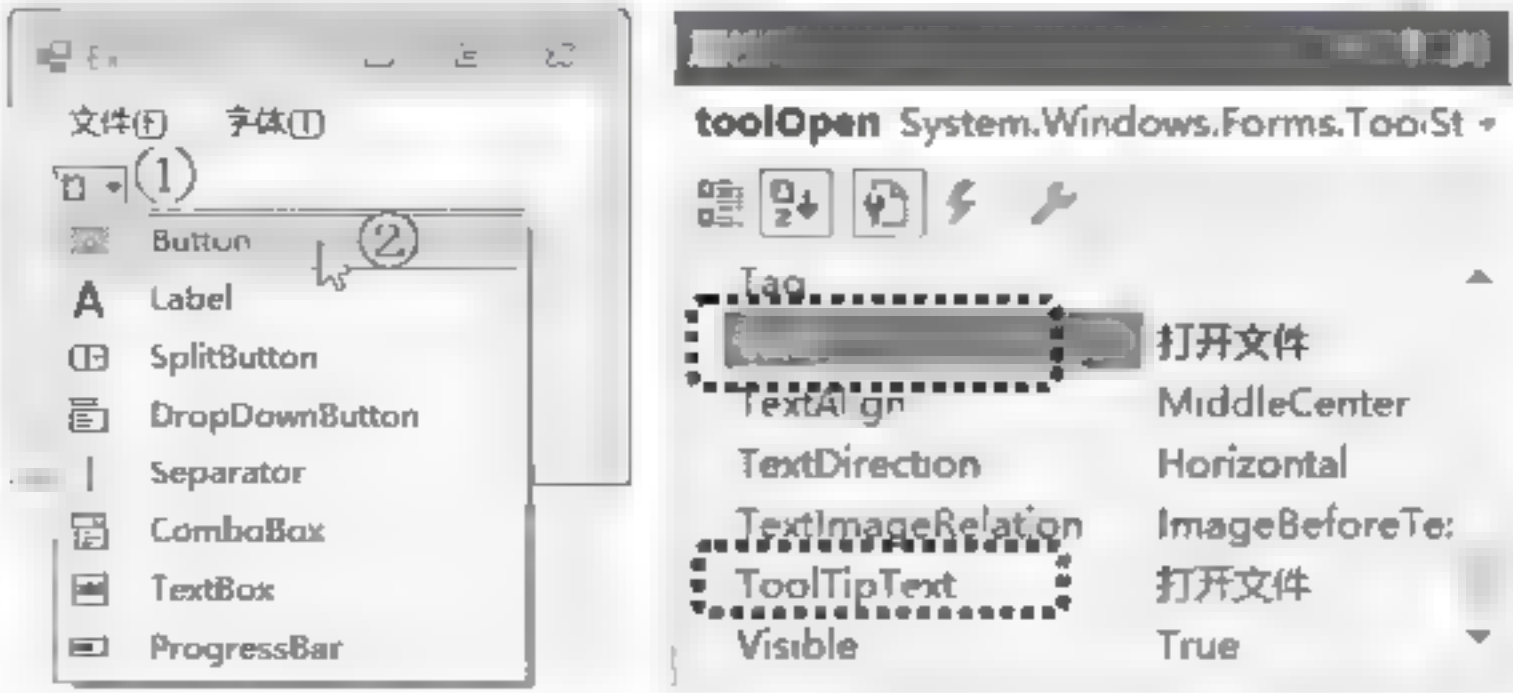 文件(F) 字体(T)
①
Button ②
A Label
SplitButton
DropDownButton
Separator
ComboBox
TextBox
ProgressBar
toolOpen System.Windows.Forms.ToolSt
Tag
打开文件
TextAlign MiddleCenter
TextDirection Horizontal
TextImageRelation ImageBeforeTe
ToolTipText 打开文件
Visible True